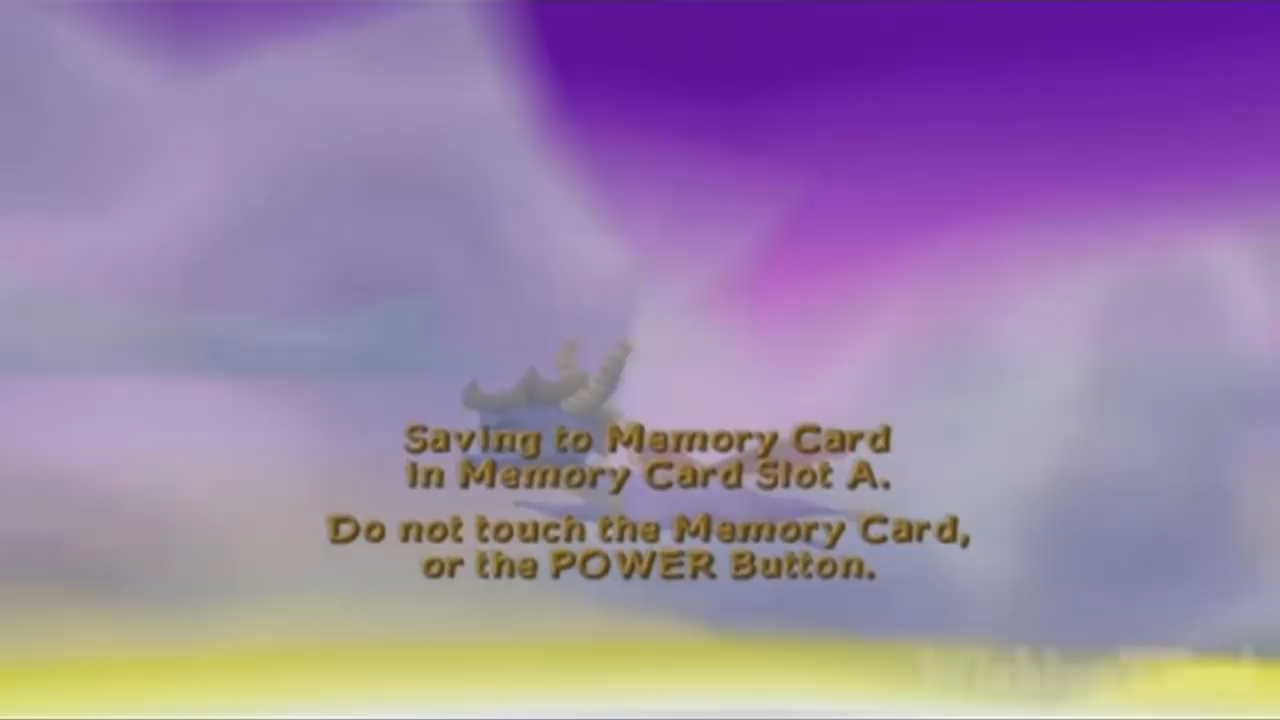 Saving to Memory Card
in Memory Card Slot A.
Do not touch the Memory Card,
or the POWER Button.